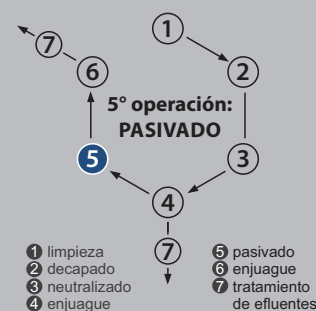 1
7
6
2
5° operación:
PASIVADO
5
3
4
7
1 limpieza
2 decapado
3 neutralizado
4 enjuague
5 pasivado
6 enjuague
7 tratamiento
de efluentes